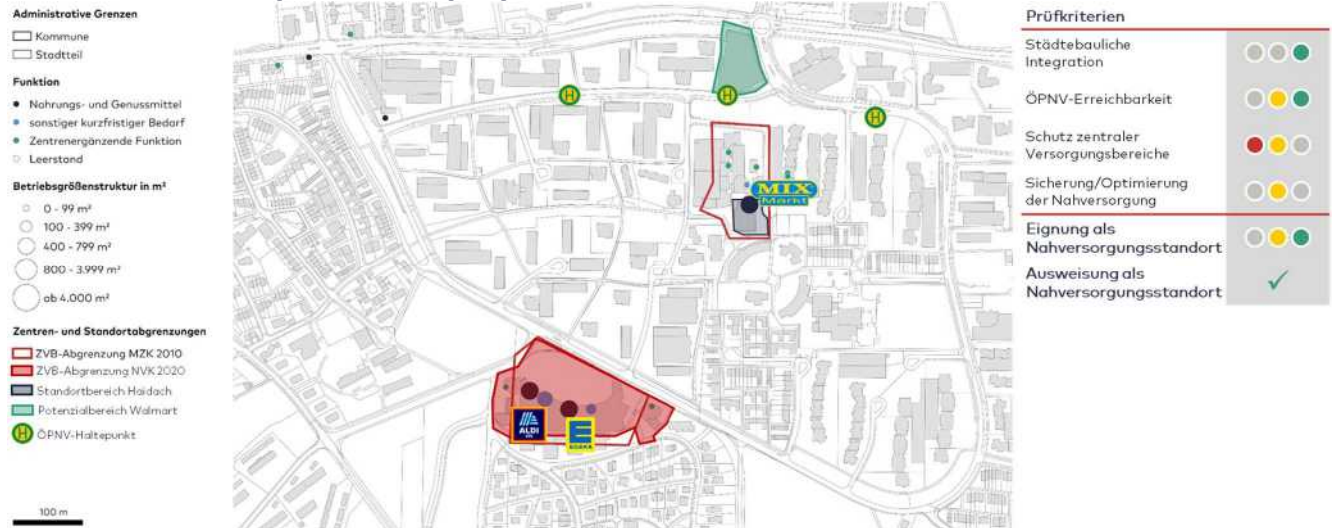 Administrative Grenzen
Kommune
Stadtteil
Funktion
Nahrungs- und Genussmittel
sonstiger kurzfristiger Bedarf
Zentrenergänzende Funktion
Leerstand
Betriebsgrößenstruktur in m²
0 - 99 m²
100 - 399 m²
400 - 799 m²
800 - 3.999 m²
ab 4.000 m²
Zentren- und Standortabgrenzungen
ZVB-Abgrenzung MZK 2010
ZVB-Abgrenzung NVK 2020
Standortbereich Haidach
Potenzialbereich Walmart
H ÖPNV-Haltepunkt
100 m
H
H
H
MIX
Markt
ALDI
E
EDEKA
Prüfkriterien
Städtebauliche
Integration
ÖPNV-Erreichbarkeit
Schutz zentraler
Versorgungsbereiche
Sicherung/Optimierung
der Nahversorgung
Eignung als
Nahversorgungsstandort
Ausweisung als
Nahversorgungsstandort